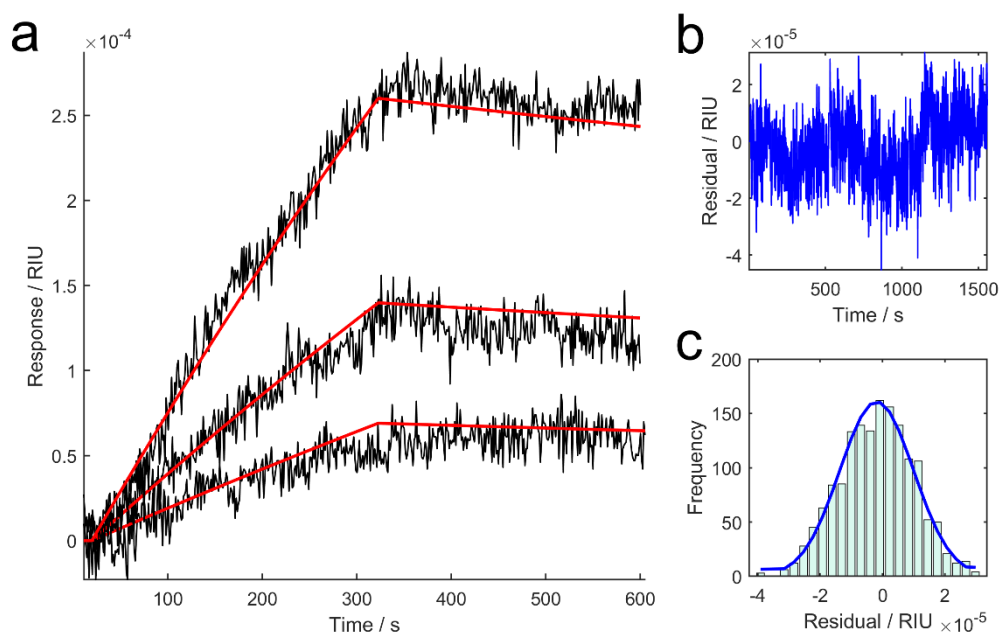 a
×10⁻⁴
2.5
2
1.5
1
0.5
0
Response / RIU
100 200 300 400 500 600
Time / s
b
×10⁻⁵
2
0
-2
-4
Residual / RIU
500 1000 1500
Time / s
c
200
150
100
50
0
Frequency
-4 -2 0 2
Residual / RIU ×10⁻⁵